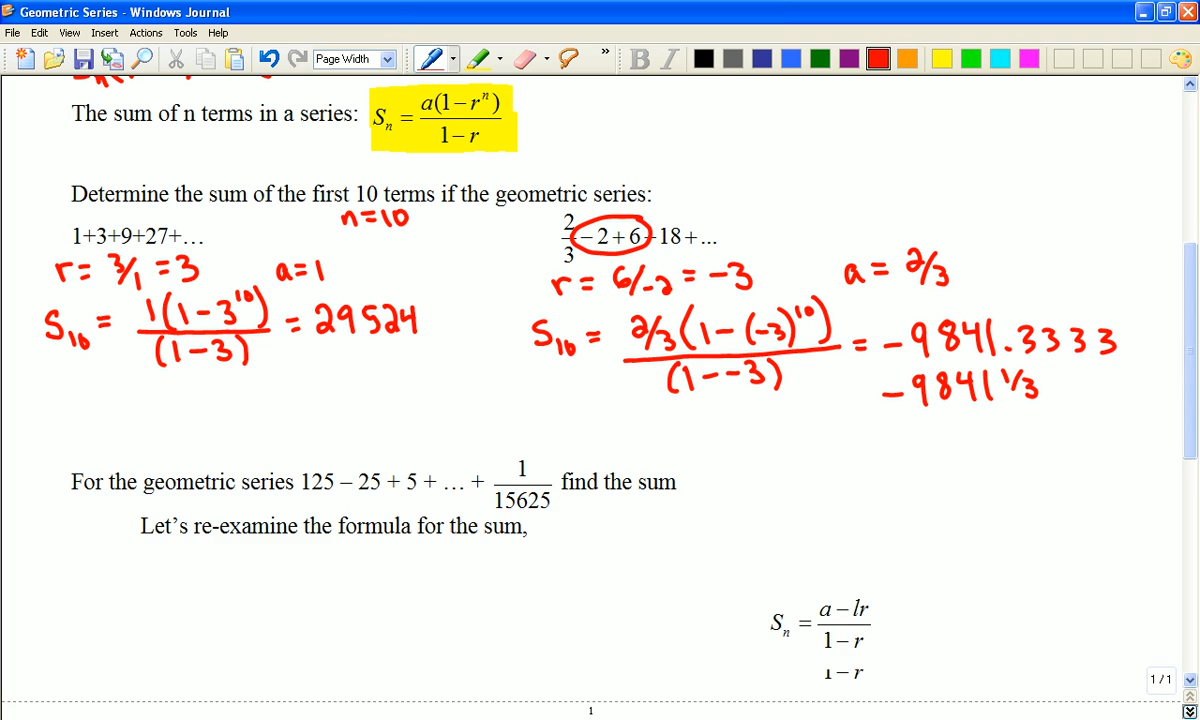 Geometric Series - Windows Journal
File Edit View Insert Actions Tools Help
Page Width » B I
The sum of n terms in a series: Sₙ = a(1 − rⁿ) / 1 − r
Determine the sum of the first 10 terms if the geometric series:
n = 10
1+3+9+27+…
2/3 − 2 + 6 − 18 + ...
r = 3/1 = 3 a = 1
r = 6/-2 = -3 a = 2/3
S₁₀ = 1(1 - 3¹⁰) / (1 - 3) = 29524
S₁₀ = 2/3(1 - (-3)¹⁰) / (1 - -3) = -9841.3333
-9841 1/3
For the geometric series 125 – 25 + 5 + … + 1/15625 find the sum
Let’s re-examine the formula for the sum,
Sₙ = a − lr / 1 − r
1 − r
1 / 1
1